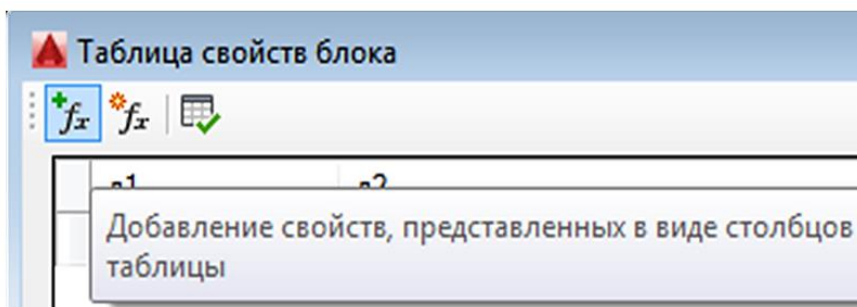 Таблица свойств блока
Добавление свойств, представленных в виде столбцов
таблицы